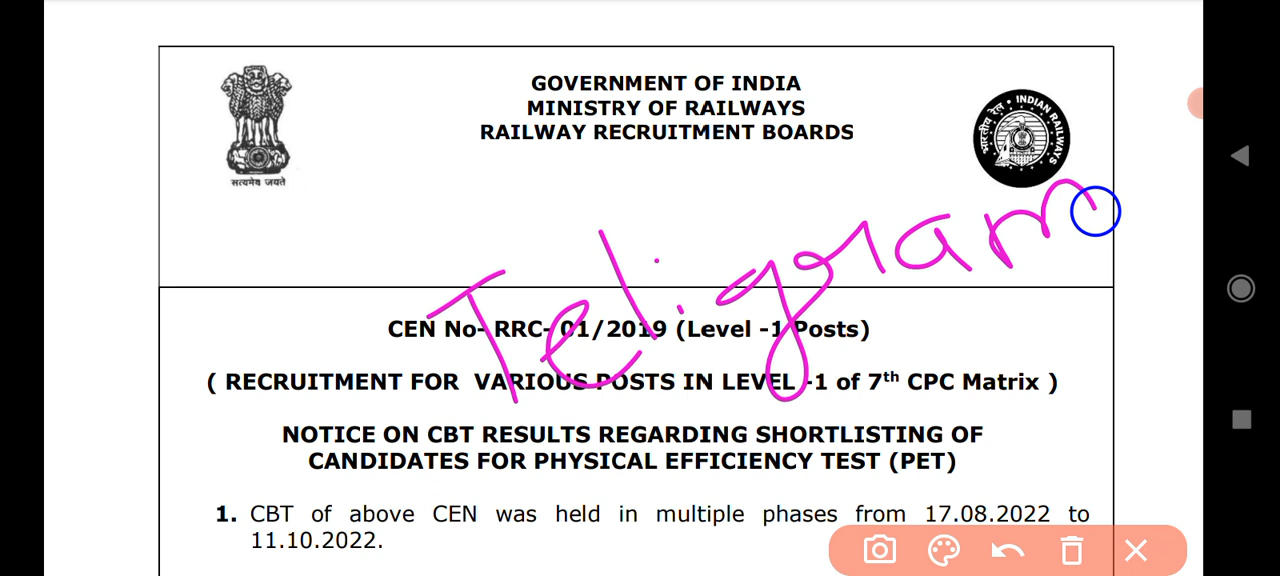 GOVERNMENT OF INDIA
MINISTRY OF RAILWAYS
RAILWAY RECRUITMENT BOARDS
सत्यमेव जयते
भारतीय रेल • INDIAN RAILWAYS
Teligram
CEN No- RRC- 01/2019 (Level -1 Posts)
( RECRUITMENT FOR VARIOUS POSTS IN LEVEL -1 of 7th CPC Matrix )
NOTICE ON CBT RESULTS REGARDING SHORTLISTING OF
CANDIDATES FOR PHYSICAL EFFICIENCY TEST (PET)
1. CBT of above CEN was held in multiple phases from 17.08.2022 to
11.10.2022.